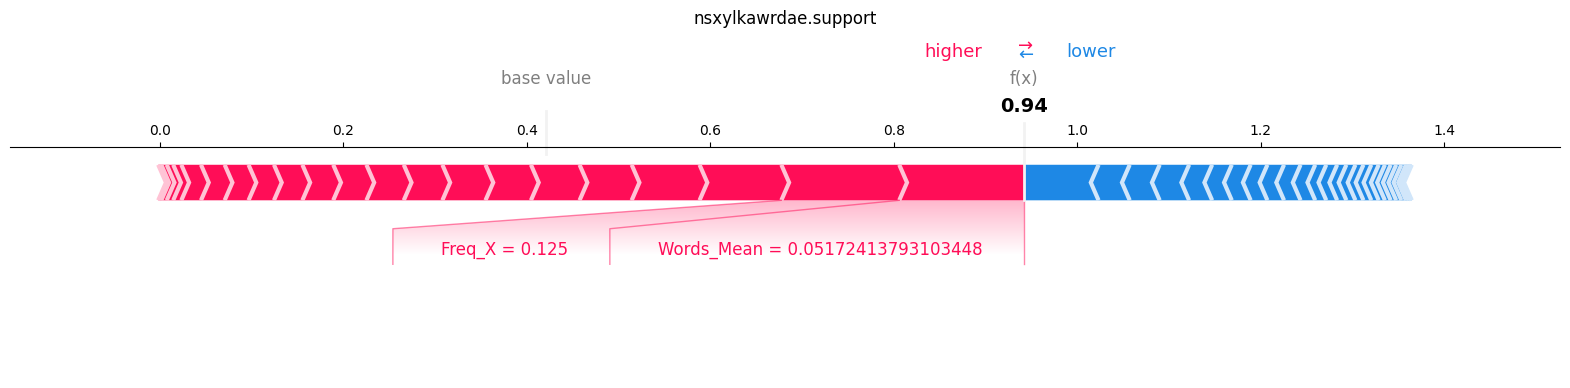 nsxylkawrdae.support
higher → ← lower
base value f(x)
0.94
0.0 0.2 0.4 0.6 0.8 1.0 1.2 1.4
Freq_X = 0.125 Words_Mean = 0.05172413793103448